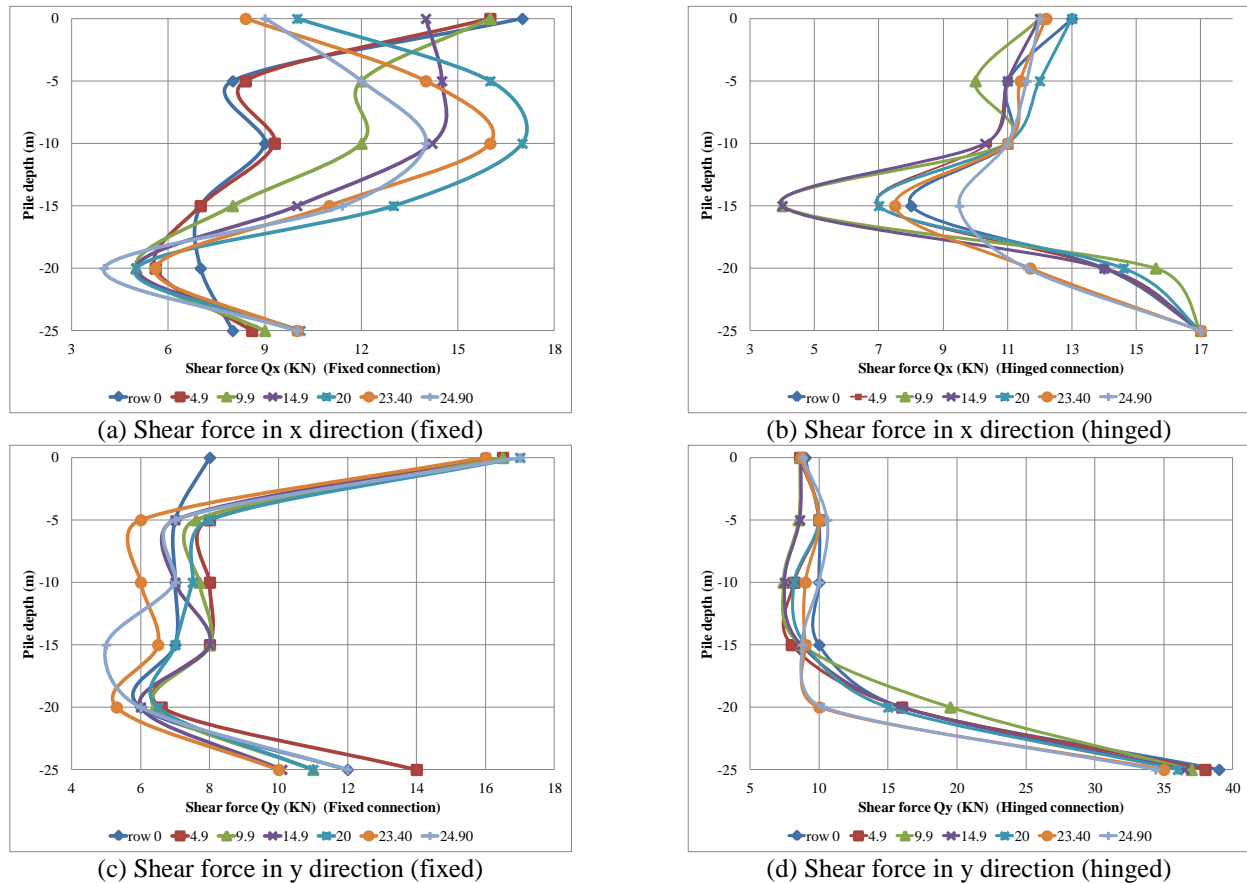 0
-5
-10
-15
-20
-25
Pile depth (m)
3 6 9 12 15 18
Shear force Qx (KN) (Fixed connection)
row 0 4.9 9.9 14.9 20 23.40 24.90
(a) Shear force in x direction (fixed)
0
-5
-10
-15
-20
-25
Pile depth (m)
3 5 7 9 11 13 15 17
Shear force Qx (KN) (Hinged connection)
row 0 4.9 9.9 14.9 20 23.40 24.90
(b) Shear force in x direction (hinged)
0
-5
-10
-15
-20
-25
Pile depth (m)
4 6 8 10 12 14 16 18
Shear force Qy (KN) (Fixed connection)
row 0 4.9 9.9 14.9 20 23.40 24.90
(c) Shear force in y direction (fixed)
0
-5
-10
-15
-20
-25
Pile depth (m)
5 10 15 20 25 30 35 40
Shear force Qy (KN) (Hinged connection)
row 0 4.9 9.9 14.9 20 23.40 24.90
(d) Shear force in y direction (hinged)